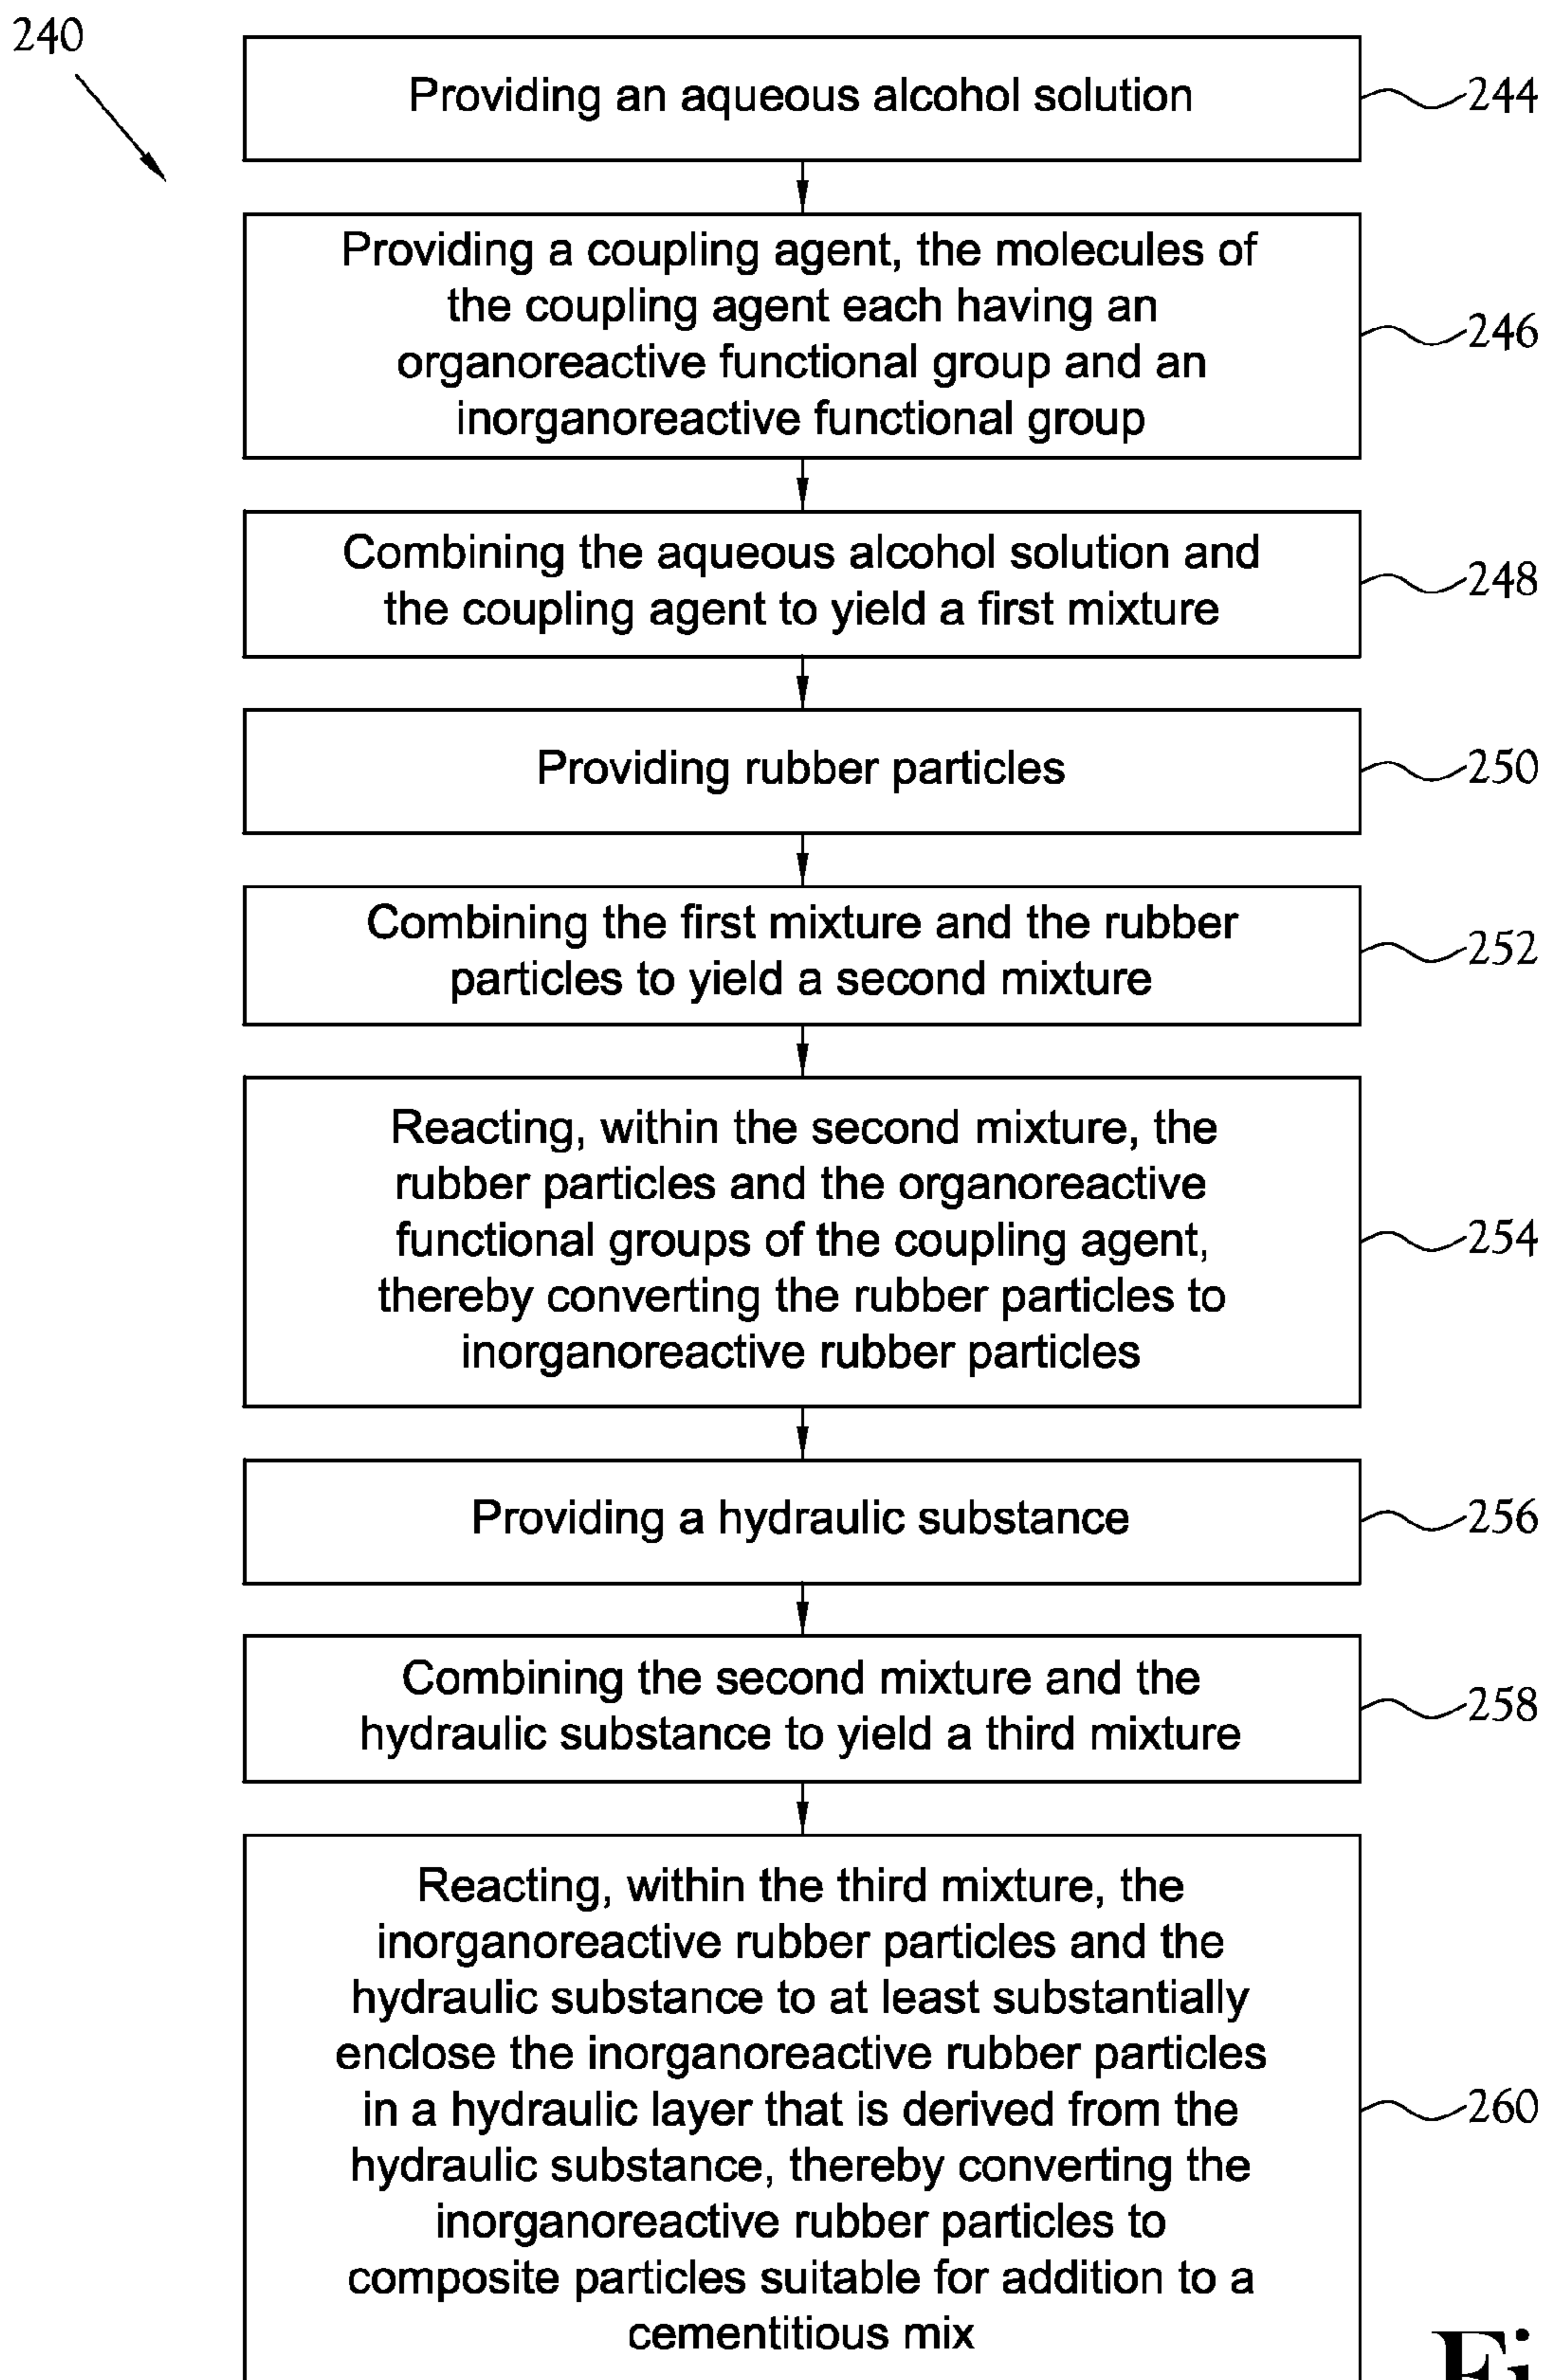 240
Providing an aqueous alcohol solution
244
Providing a coupling agent, the molecules of
the coupling agent each having an
organoreactive functional group and an
inorganoreactive functional group
246
Combining the aqueous alcohol solution and
the coupling agent to yield a first mixture
248
Providing rubber particles
250
Combining the first mixture and the rubber
particles to yield a second mixture
252
Reacting, within the second mixture, the
rubber particles and the organoreactive
functional groups of the coupling agent,
thereby converting the rubber particles to
inorganoreactive rubber particles
254
Providing a hydraulic substance
256
Combining the second mixture and the
hydraulic substance to yield a third mixture
258
Reacting, within the third mixture, the
inorganoreactive rubber particles and the
hydraulic substance to at least substantially
enclose the inorganoreactive rubber particles
in a hydraulic layer that is derived from the
hydraulic substance, thereby converting the
inorganoreactive rubber particles to
composite particles suitable for addition to a
cementitious mix
260